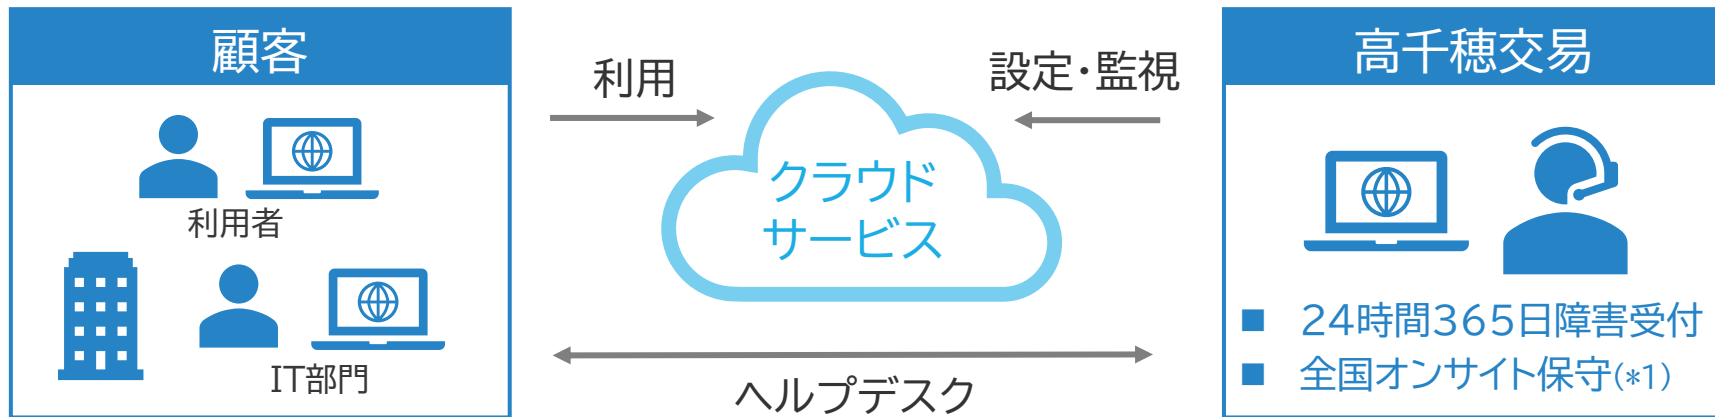 顧客
利用者
IT部門
利用
クラウド
サービス
設定・監視
ヘルプデスク
高千穂交易
■ 24時間365日障害受付
■ 全国オンサイト保守(*1)